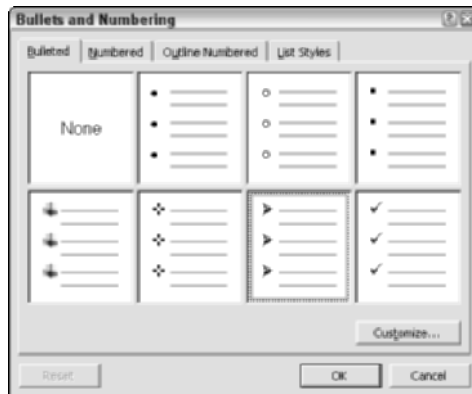 Bullets and Numbering
Bulleted Numbered Outline Numbered List Styles
None
Customize...
Reset OK Cancel